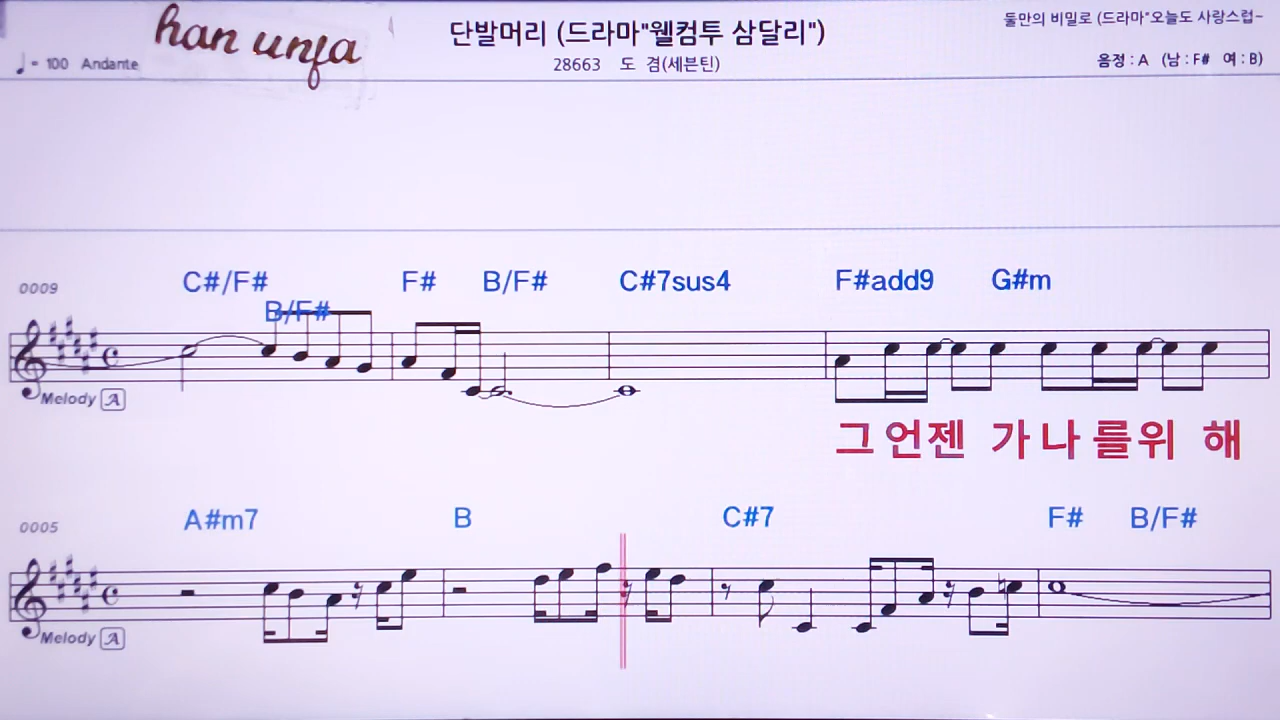 han unfa
단발머리 (드라마"웰컴투 삼달리")
둘만의 비밀로 (드라마"오늘도 사랑스럽-
♩ = 100 Andante
28663 도 겸(세븐틴)
음정 : A (남 : F# 여 : B)
0009 C#/F# B/F# F# B/F# C#7sus4 F#add9 G#m
Melody A
그 언젠 가 나 를 위 해
0005 A#m7 B C#7 F# B/F#
Melody A